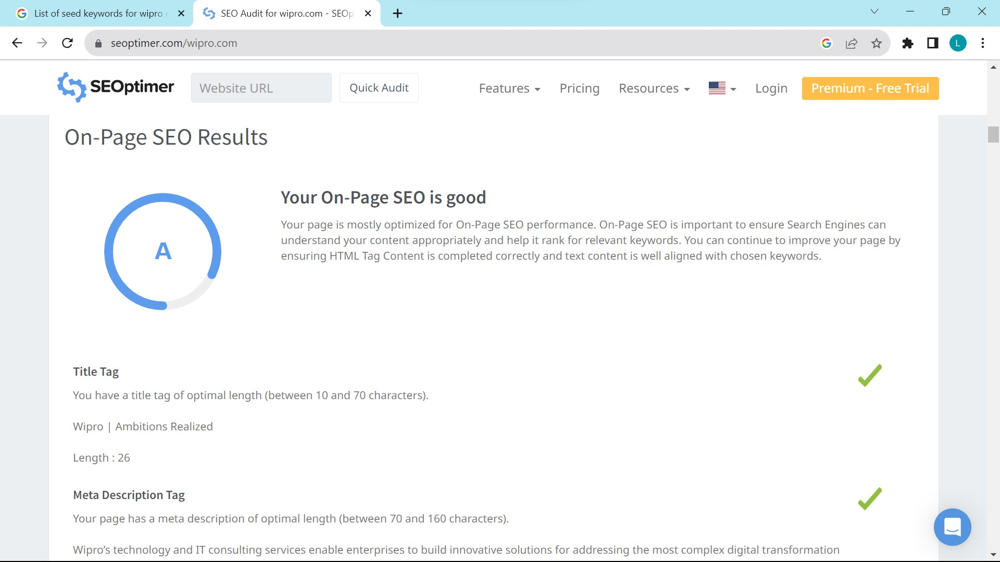 List of seed keywords for wipro
SEO Audit for wipro.com - SEOp
seoptimer.com/wipro.com
L
SEOptimer
Website URL
Quick Audit
Features
Pricing
Resources
Login
Premium - Free Trial
On-Page SEO Results
A
Your On-Page SEO is good
Your page is mostly optimized for On-Page SEO performance. On-Page SEO is important to ensure Search Engines can
understand your content appropriately and help it rank for relevant keywords. You can continue to improve your page by
ensuring HTML Tag Content is completed correctly and text content is well aligned with chosen keywords.
Title Tag
You have a title tag of optimal length (between 10 and 70 characters).
Wipro | Ambitions Realized
Length : 26
Meta Description Tag
Your page has a meta description of optimal length (between 70 and 160 characters).
Wipro’s technology and IT consulting services enable enterprises to build innovative solutions for addressing the most complex digital transformation